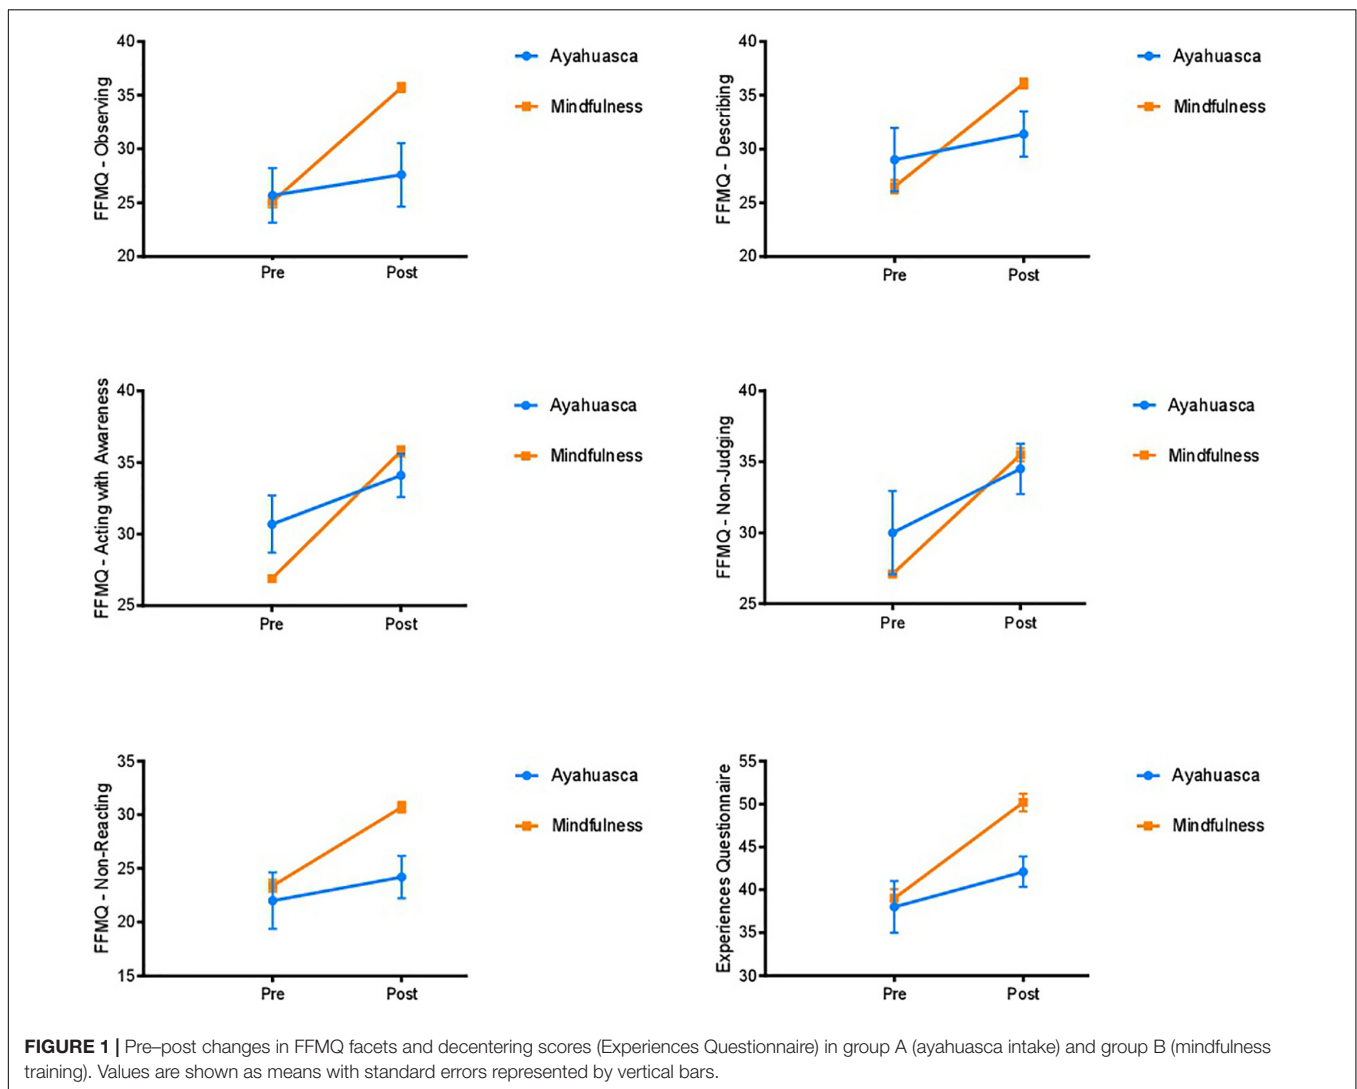 40
35
30
25
20
FFMQ - Observing
Pre
Post
Ayahuasca
Mindfulness
40
35
30
25
20
FFMQ - Describing
Pre
Post
Ayahuasca
Mindfulness
40
35
30
25
FFMQ - Acting with Awareness
Pre
Post
Ayahuasca
Mindfulness
40
35
30
25
FFMQ - Non-Judging
Pre
Post
Ayahuasca
Mindfulness
35
30
25
20
15
FFMQ - Non-Reacting
Pre
Post
Ayahuasca
Mindfulness
55
50
45
40
35
30
Experiences Questionnaire
Pre
Post
Ayahuasca
Mindfulness
FIGURE 1 | Pre–post changes in FFMQ facets and decentering scores (Experiences Questionnaire) in group A (ayahuasca intake) and group B (mindfulness
training). Values are shown as means with standard errors represented by vertical bars.